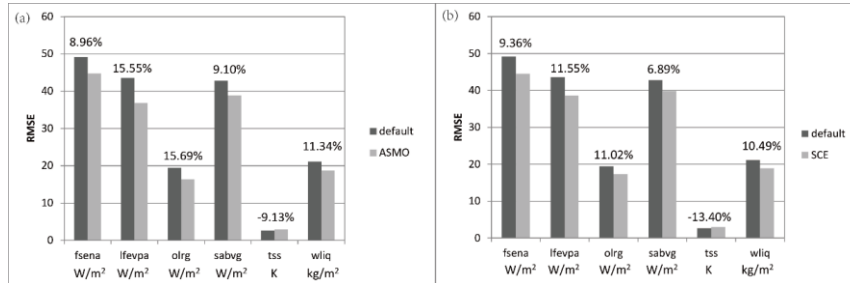 (a)
60
50
40
30
20
10
0
RMSE
8.96%
15.55%
15.69%
9.10%
-9.13%
11.34%
fsena lfevpa olrg sabvg tss wliq
W/m² W/m² W/m² W/m² K kg/m²
default
ASMO
(b)
60
50
40
30
20
10
0
RMSE
9.36%
11.55%
11.02%
6.89%
-13.40%
10.49%
fsena lfevpa olrg sabvg tss wliq
W/m² W/m² W/m² W/m² K kg/m²
default
SCE